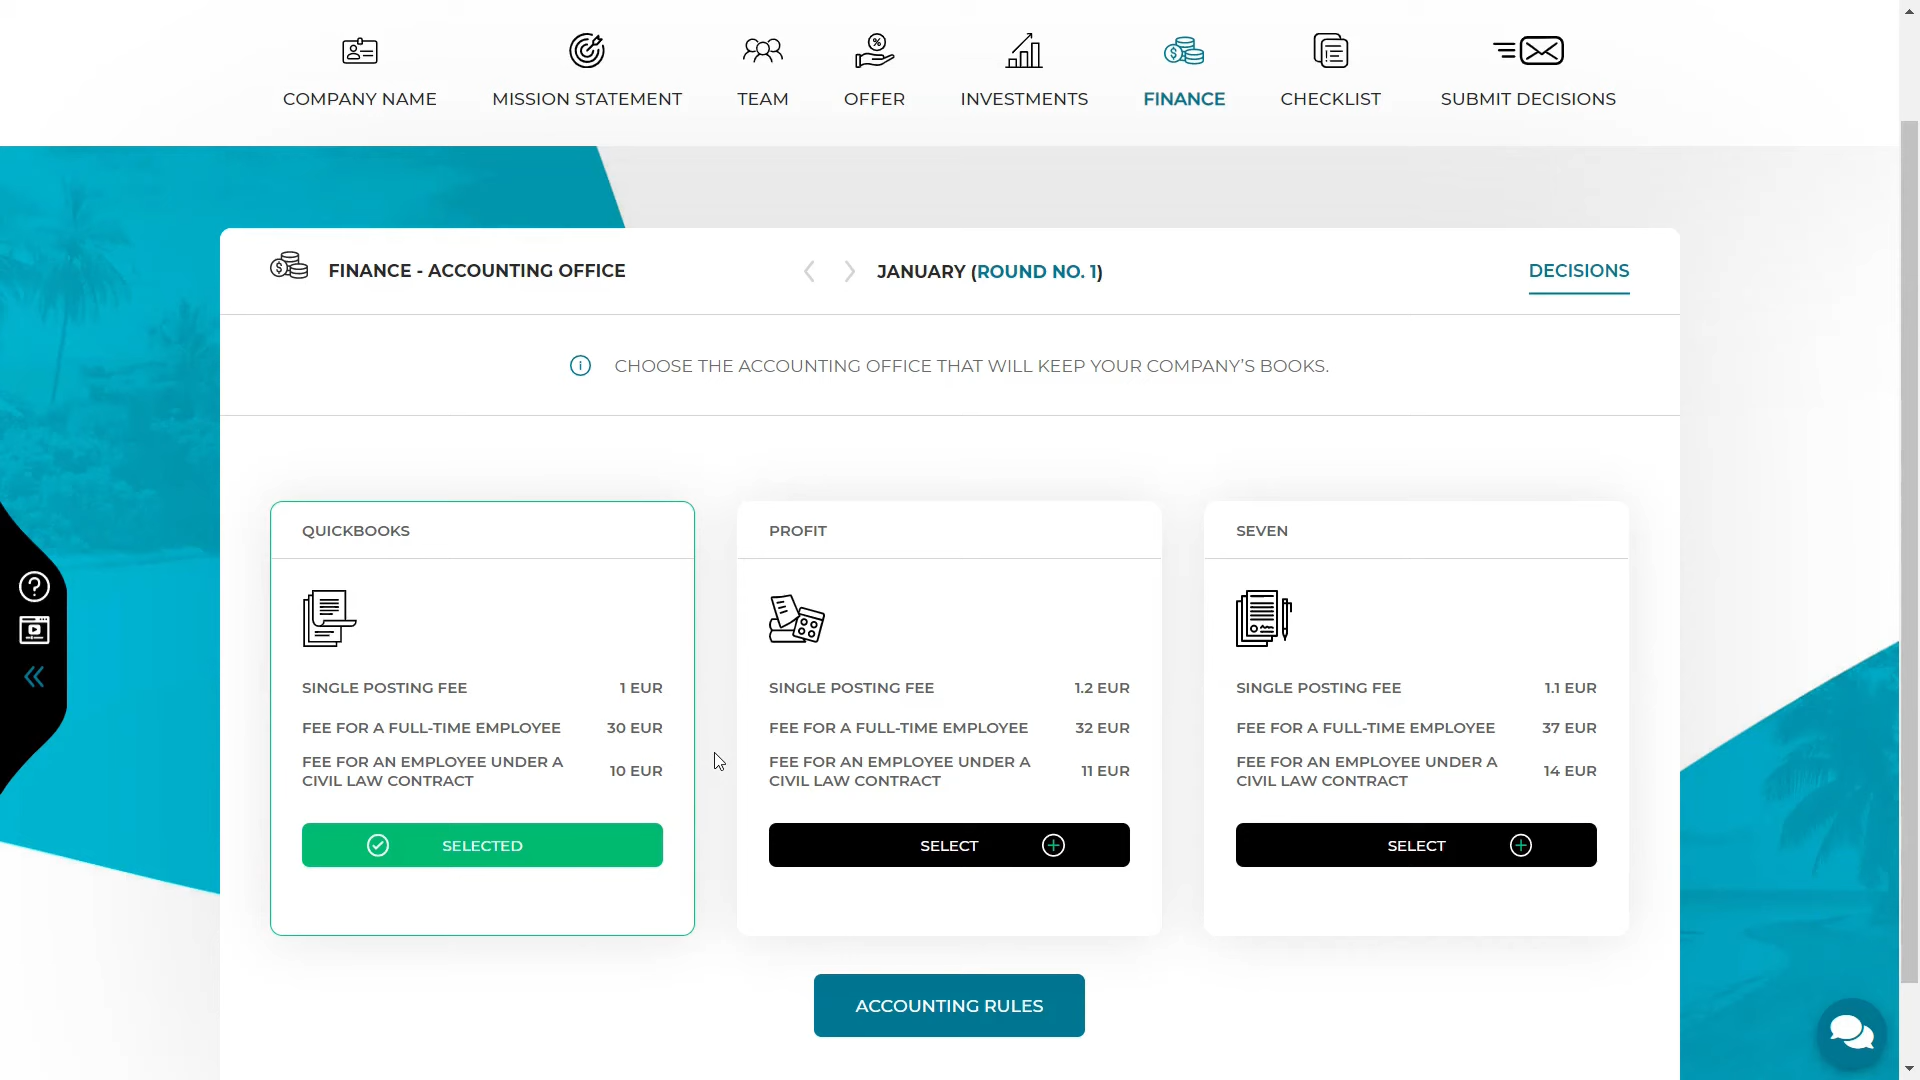 COMPANY NAME
MISSION STATEMENT
TEAM
OFFER
INVESTMENTS
FINANCE
CHECKLIST
SUBMIT DECISIONS
FINANCE - ACCOUNTING OFFICE
JANUARY (ROUND NO. 1)
DECISIONS
CHOOSE THE ACCOUNTING OFFICE THAT WILL KEEP YOUR COMPANY'S BOOKS.
QUICKBOOKS
SINGLE POSTING FEE 1 EUR
FEE FOR A FULL-TIME EMPLOYEE 30 EUR
FEE FOR AN EMPLOYEE UNDER A
CIVIL LAW CONTRACT 10 EUR
SELECTED
PROFIT
SINGLE POSTING FEE 1.2 EUR
FEE FOR A FULL-TIME EMPLOYEE 32 EUR
FEE FOR AN EMPLOYEE UNDER A
CIVIL LAW CONTRACT 11 EUR
SELECT
SEVEN
SINGLE POSTING FEE 1.1 EUR
FEE FOR A FULL-TIME EMPLOYEE 37 EUR
FEE FOR AN EMPLOYEE UNDER A
CIVIL LAW CONTRACT 14 EUR
SELECT
ACCOUNTING RULES